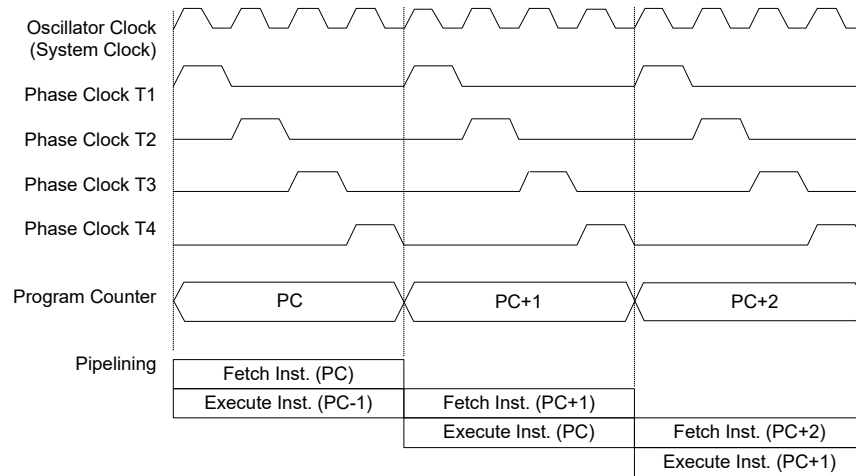 Oscillator Clock
(System Clock)
Phase Clock T1
Phase Clock T2
Phase Clock T3
Phase Clock T4
Program Counter
PC
PC+1
PC+2
Pipelining
Fetch Inst. (PC)
Execute Inst. (PC-1)
Fetch Inst. (PC+1)
Execute Inst. (PC)
Fetch Inst. (PC+2)
Execute Inst. (PC+1)